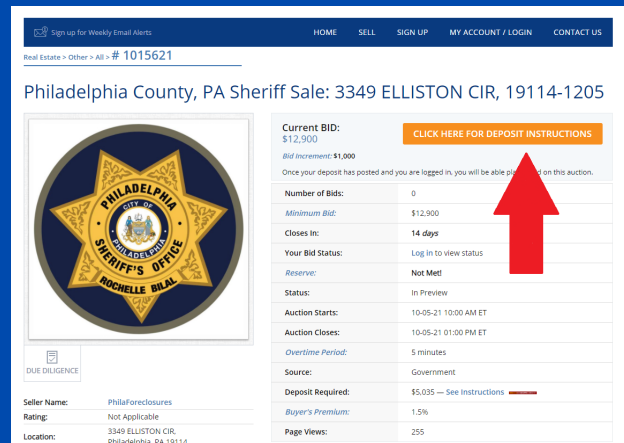 Sign up for Weekly Email Alerts HOME SELL SIGN UP MY ACCOUNT / LOGIN CONTACT US
Real Estate > Other > All > # 1015621
Philadelphia County, PA Sheriff Sale: 3349 ELLISTON CIR, 19114-1205
PHILADELPHIA
CITY OF
PHILADELPHIA
SHERIFF'S OFFICE
ROCHELLE BILAL
DUE DILIGENCE
Seller Name: PhilaForeclosures
Rating: Not Applicable
Location: 3349 ELLISTON CIR,
Philadelphia, PA 19114
Current BID:
$12,900
CLICK HERE FOR DEPOSIT INSTRUCTIONS
Bid Increment: $1,000
Once your deposit has posted and you are logged in, you will be able on this auction.
Number of Bids: 0
Minimum Bid: $12,900
Closes In: 14 days
Your Bid Status: Log in to view status
Reserve: Not Met!
Status: In Preview
Auction Starts: 10-05-21 10:00 AM ET
Auction Closes: 10-05-21 01:00 PM ET
Overtime Period: 5 minutes
Source: Government
Deposit Required: $5,035 — See Instructions
Buyer's Premium: 1.5%
Page Views: 255